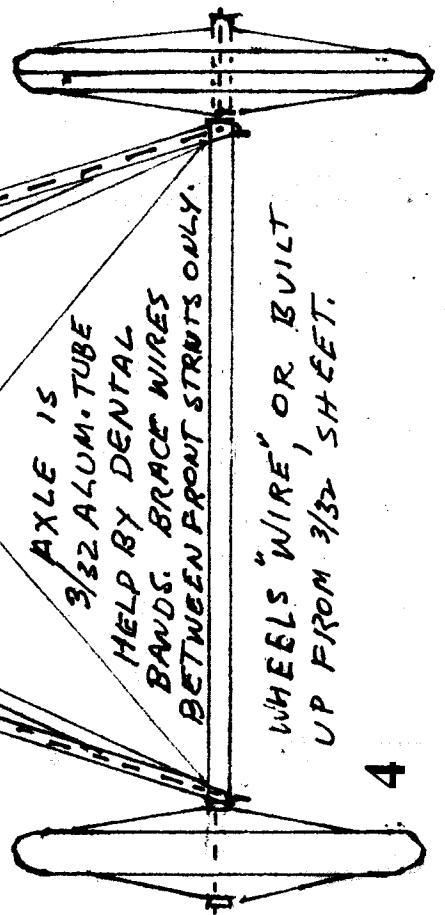 AXLE IS
3/32 ALUM. TUBE
HELD BY DENTAL
BANDS. BRACE WIRES
BETWEEN FRONT STRUTS ONLY.
WHEELS "WIRE", OR BUILT
UP FROM 3/32 SHEET.
4